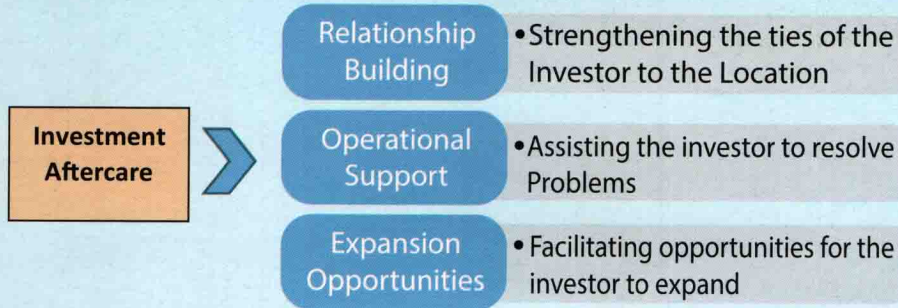 Investment
Aftercare
Relationship
Building
•Strengthening the ties of the
Investor to the Location
Operational
Support
•Assisting the investor to resolve
Problems
Expansion
Opportunities
• Facilitating opportunities for the
investor to expand